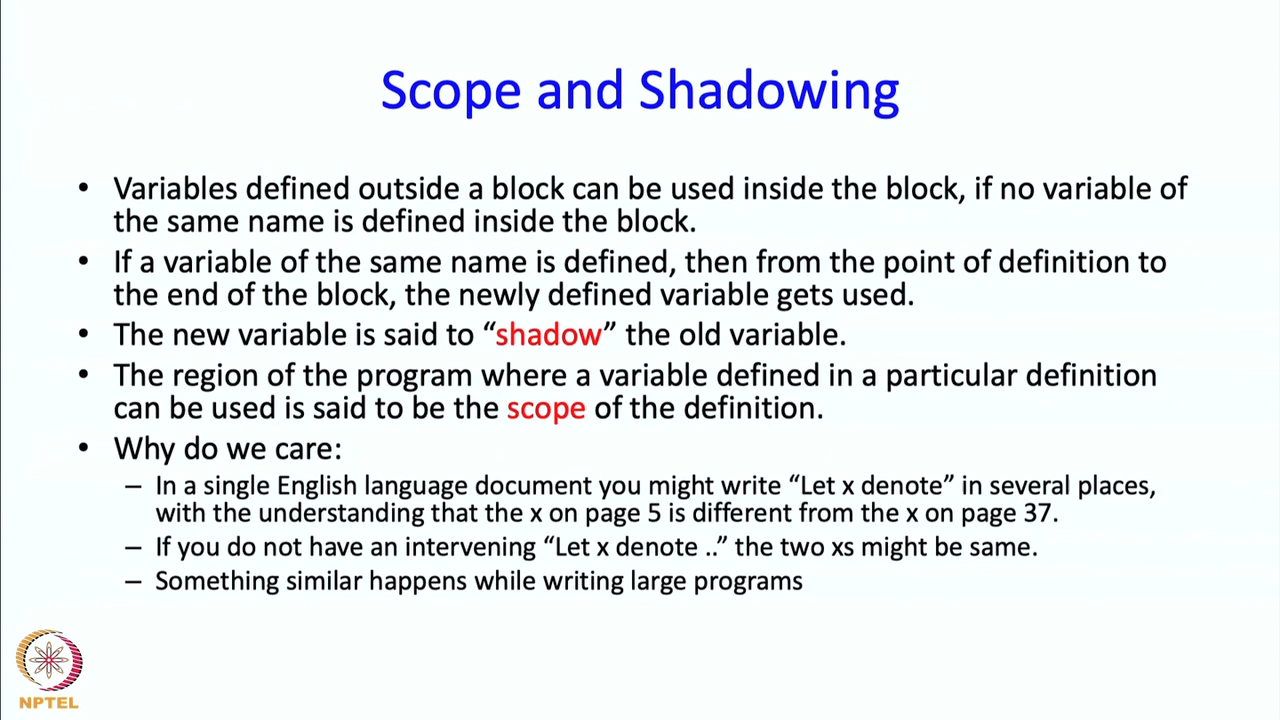 Scope and Shadowing
• Variables defined outside a block can be used inside the block, if no variable of
the same name is defined inside the block.
• If a variable of the same name is defined, then from the point of definition to
the end of the block, the newly defined variable gets used.
• The new variable is said to “shadow” the old variable.
• The region of the program where a variable defined in a particular definition
can be used is said to be the scope of the definition.
• Why do we care:
– In a single English language document you might write “Let x denote” in several places,
with the understanding that the x on page 5 is different from the x on page 37.
– If you do not have an intervening “Let x denote ..” the two xs might be same.
– Something similar happens while writing large programs
NPTEL